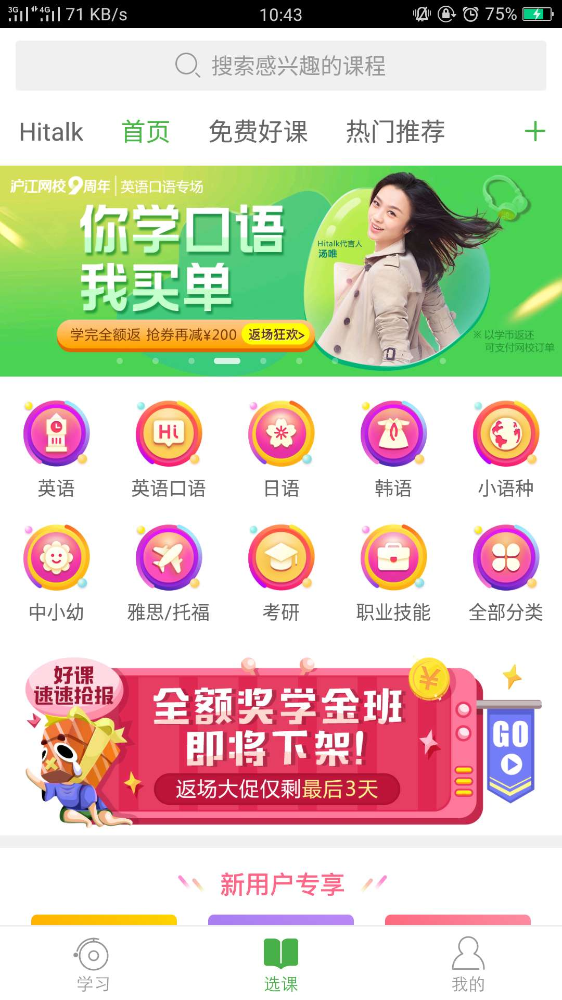 3G 4G 71 KB/s 10:43 75%
搜索感兴趣的课程
Hitalk 首页 免费好课 热门推荐
沪江网校9周年 英语口语专场
你学口语
我买单
Hitalk代言人
汤唯
学完全额返 抢券再减¥200 返场狂欢>
※ 以学币返还
可支付网校订单
Hi
英语 英语口语 日语 韩语 小语种
中小幼 雅思/托福 考研 职业技能 全部分类
好课
速速抢报
全额奖学金班
即将下架!
返场大促仅剩最后3天
¥
GO
新用户专享
学习 选课 我的